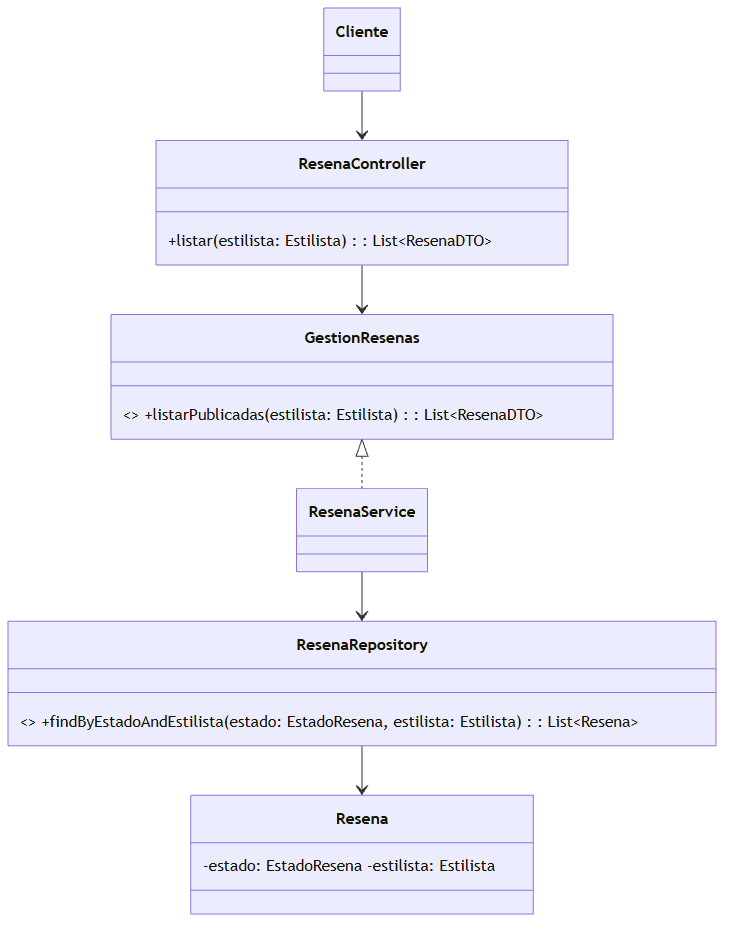 Cliente
ResenaController
+listar(estilista: Estilista) : : List<ResenaDTO>
GestionResenas
<> +listarPublicadas(estilista: Estilista) : : List<ResenaDTO>
ResenaService
ResenaRepository
<> +findByEstadoAndEstilista(estado: EstadoResena, estilista: Estilista) : : List<Resena>
Resena
-estado: EstadoResena -estilista: Estilista